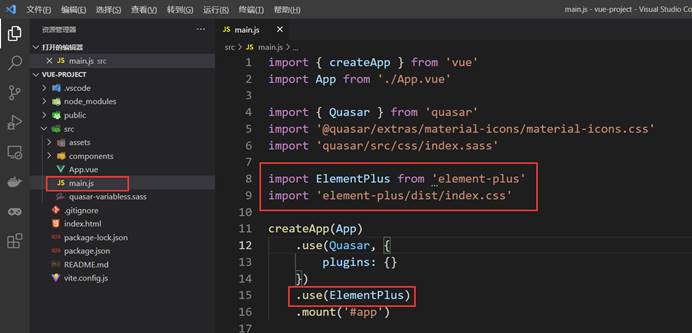 文件(F) 编辑(E) 选择(S) 查看(V) 转到(G) 运行(R) 终端(T) 帮助(H) main.js - vue-project - Visual Studio Co
资源管理器
打开的编辑器
JS main.js src
VUE-PROJECT
.vscode
node_modules
public
src
assets
components
App.vue
JS main.js
quasar-variabless.sass
.gitignore
index.html
package-lock.json
package.json
README.md
vite.config.js
JS main.js
src > JS main.js > ...
1 import { createApp } from 'vue'
2 import App from './App.vue'
3
4 import { Quasar } from 'quasar'
5 import '@quasar/extras/material-icons/material-icons.css'
6 import 'quasar/src/css/index.sass'
7
8 import ElementPlus from 'element-plus'
9 import 'element-plus/dist/index.css'
10
11 createApp(App)
12 .use(Quasar, {
13 plugins: {}
14 })
15 .use(ElementPlus)
16 .mount('#app')
17